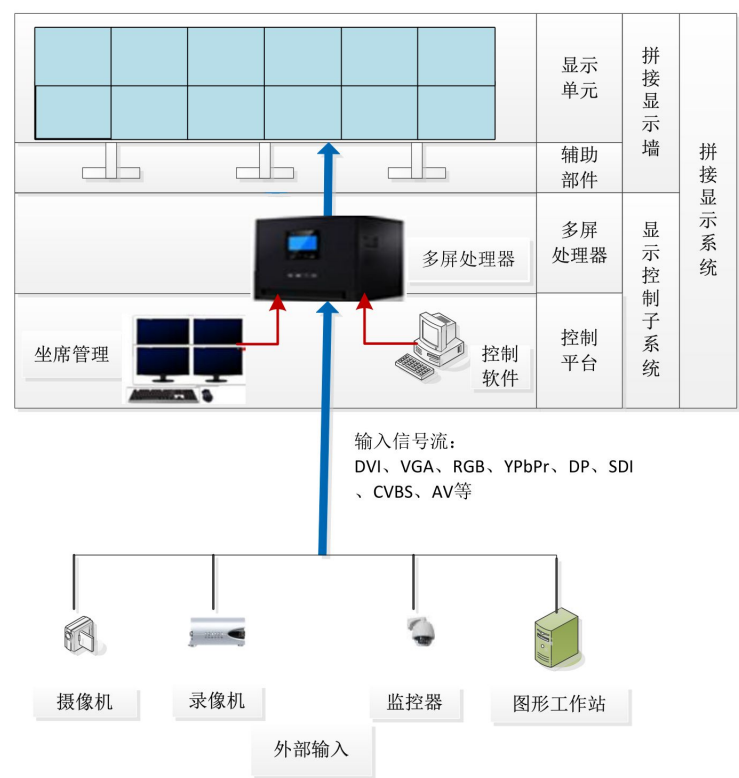 显示
单元
拼接显示墙
拼接显示系统
辅助
部件
多屏处理器
多屏
处理器
显示控制子系统
坐席管理
控制
软件
控制
平台
输入信号流：
DVI、VGA、RGB、YPbPr、DP、SDI
、CVBS、AV等
摄像机
录像机
监控器
图形工作站
外部输入